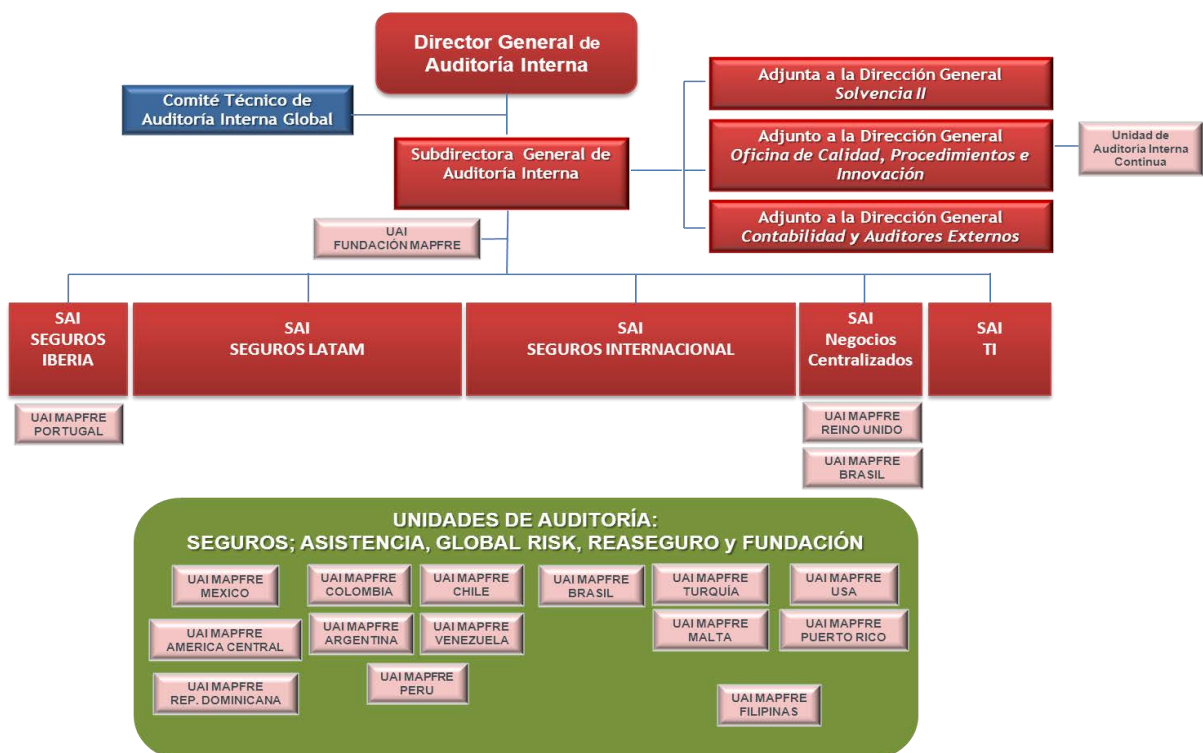 Director General de
Auditoría Interna
Comité Técnico de
Auditoría Interna Global
Adjunta a la Dirección General
Solvencia II
Subdirectora General de
Auditoría Interna
Adjunto a la Dirección General
Oficina de Calidad, Procedimientos e
Innovación
Unidad de
Auditoría Interna
Continua
Adjunto a la Dirección General
Contabilidad y Auditores Externos
UAI
FUNDACIÓN MAPFRE
SAI
SEGUROS
IBERIA
SAI
SEGUROS LATAM
SAI
SEGUROS INTERNACIONAL
SAI
Negocios
Centralizados
SAI
TI
UAI MAPFRE
PORTUGAL
UAI MAPFRE
REINO UNIDO
UAI MAPFRE
BRASIL
UNIDADES DE AUDITORÍA:
SEGUROS; ASISTENCIA, GLOBAL RISK, REASEGURO y FUNDACIÓN
UAI MAPFRE
MEXICO
UAI MAPFRE
COLOMBIA
UAI MAPFRE
CHILE
UAI MAPFRE
BRASIL
UAI MAPFRE
TURQUÍA
UAI MAPFRE
USA
UAI MAPFRE
AMERICA CENTRAL
UAI MAPFRE
ARGENTINA
UAI MAPFRE
VENEZUELA
UAI MAPFRE
MALTA
UAI MAPFRE
PUERTO RICO
UAI MAPFRE
REP. DOMINICANA
UAI MAPFRE
PERU
UAI MAPFRE
FILIPINAS